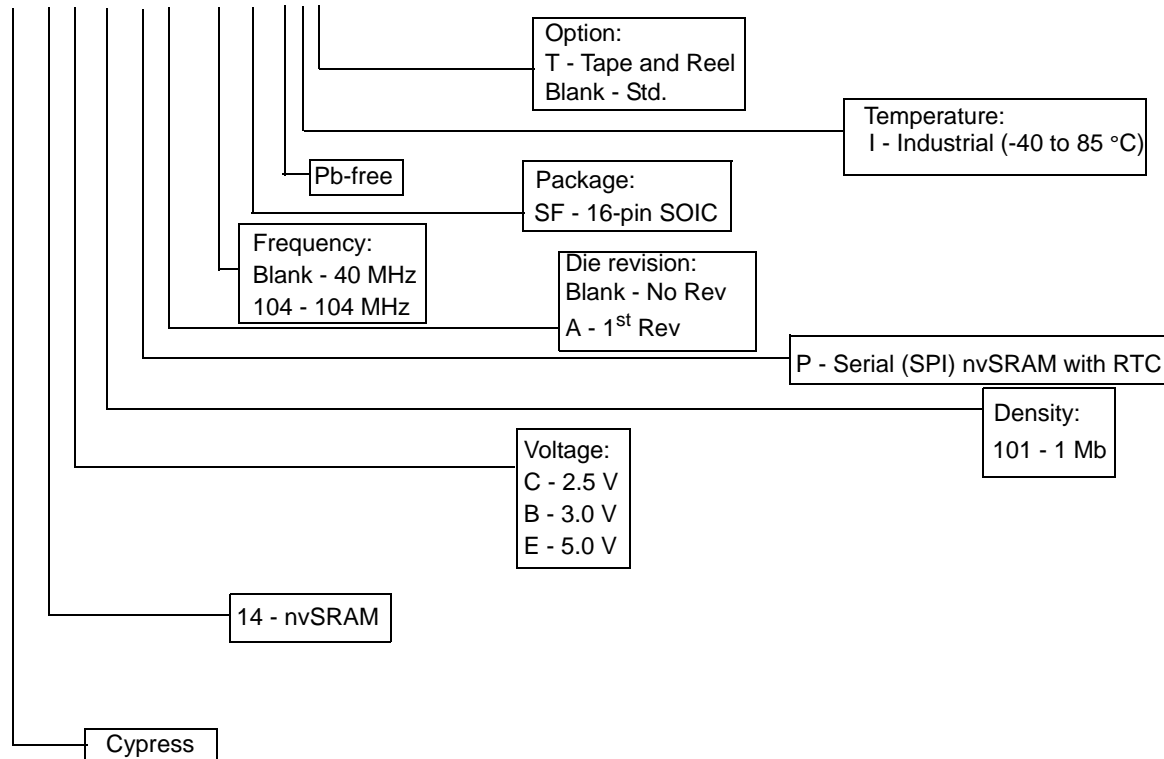 Option:
T - Tape and Reel
Blank - Std.
Temperature:
I - Industrial (-40 to 85 °C)
Pb-free
Package:
SF - 16-pin SOIC
Frequency:
Blank - 40 MHz
104 - 104 MHz
Die revision:
Blank - No Rev
A - 1st Rev
P - Serial (SPI) nvSRAM with RTC
Density:
101 - 1 Mb
Voltage:
C - 2.5 V
B - 3.0 V
E - 5.0 V
14 - nvSRAM
Cypress